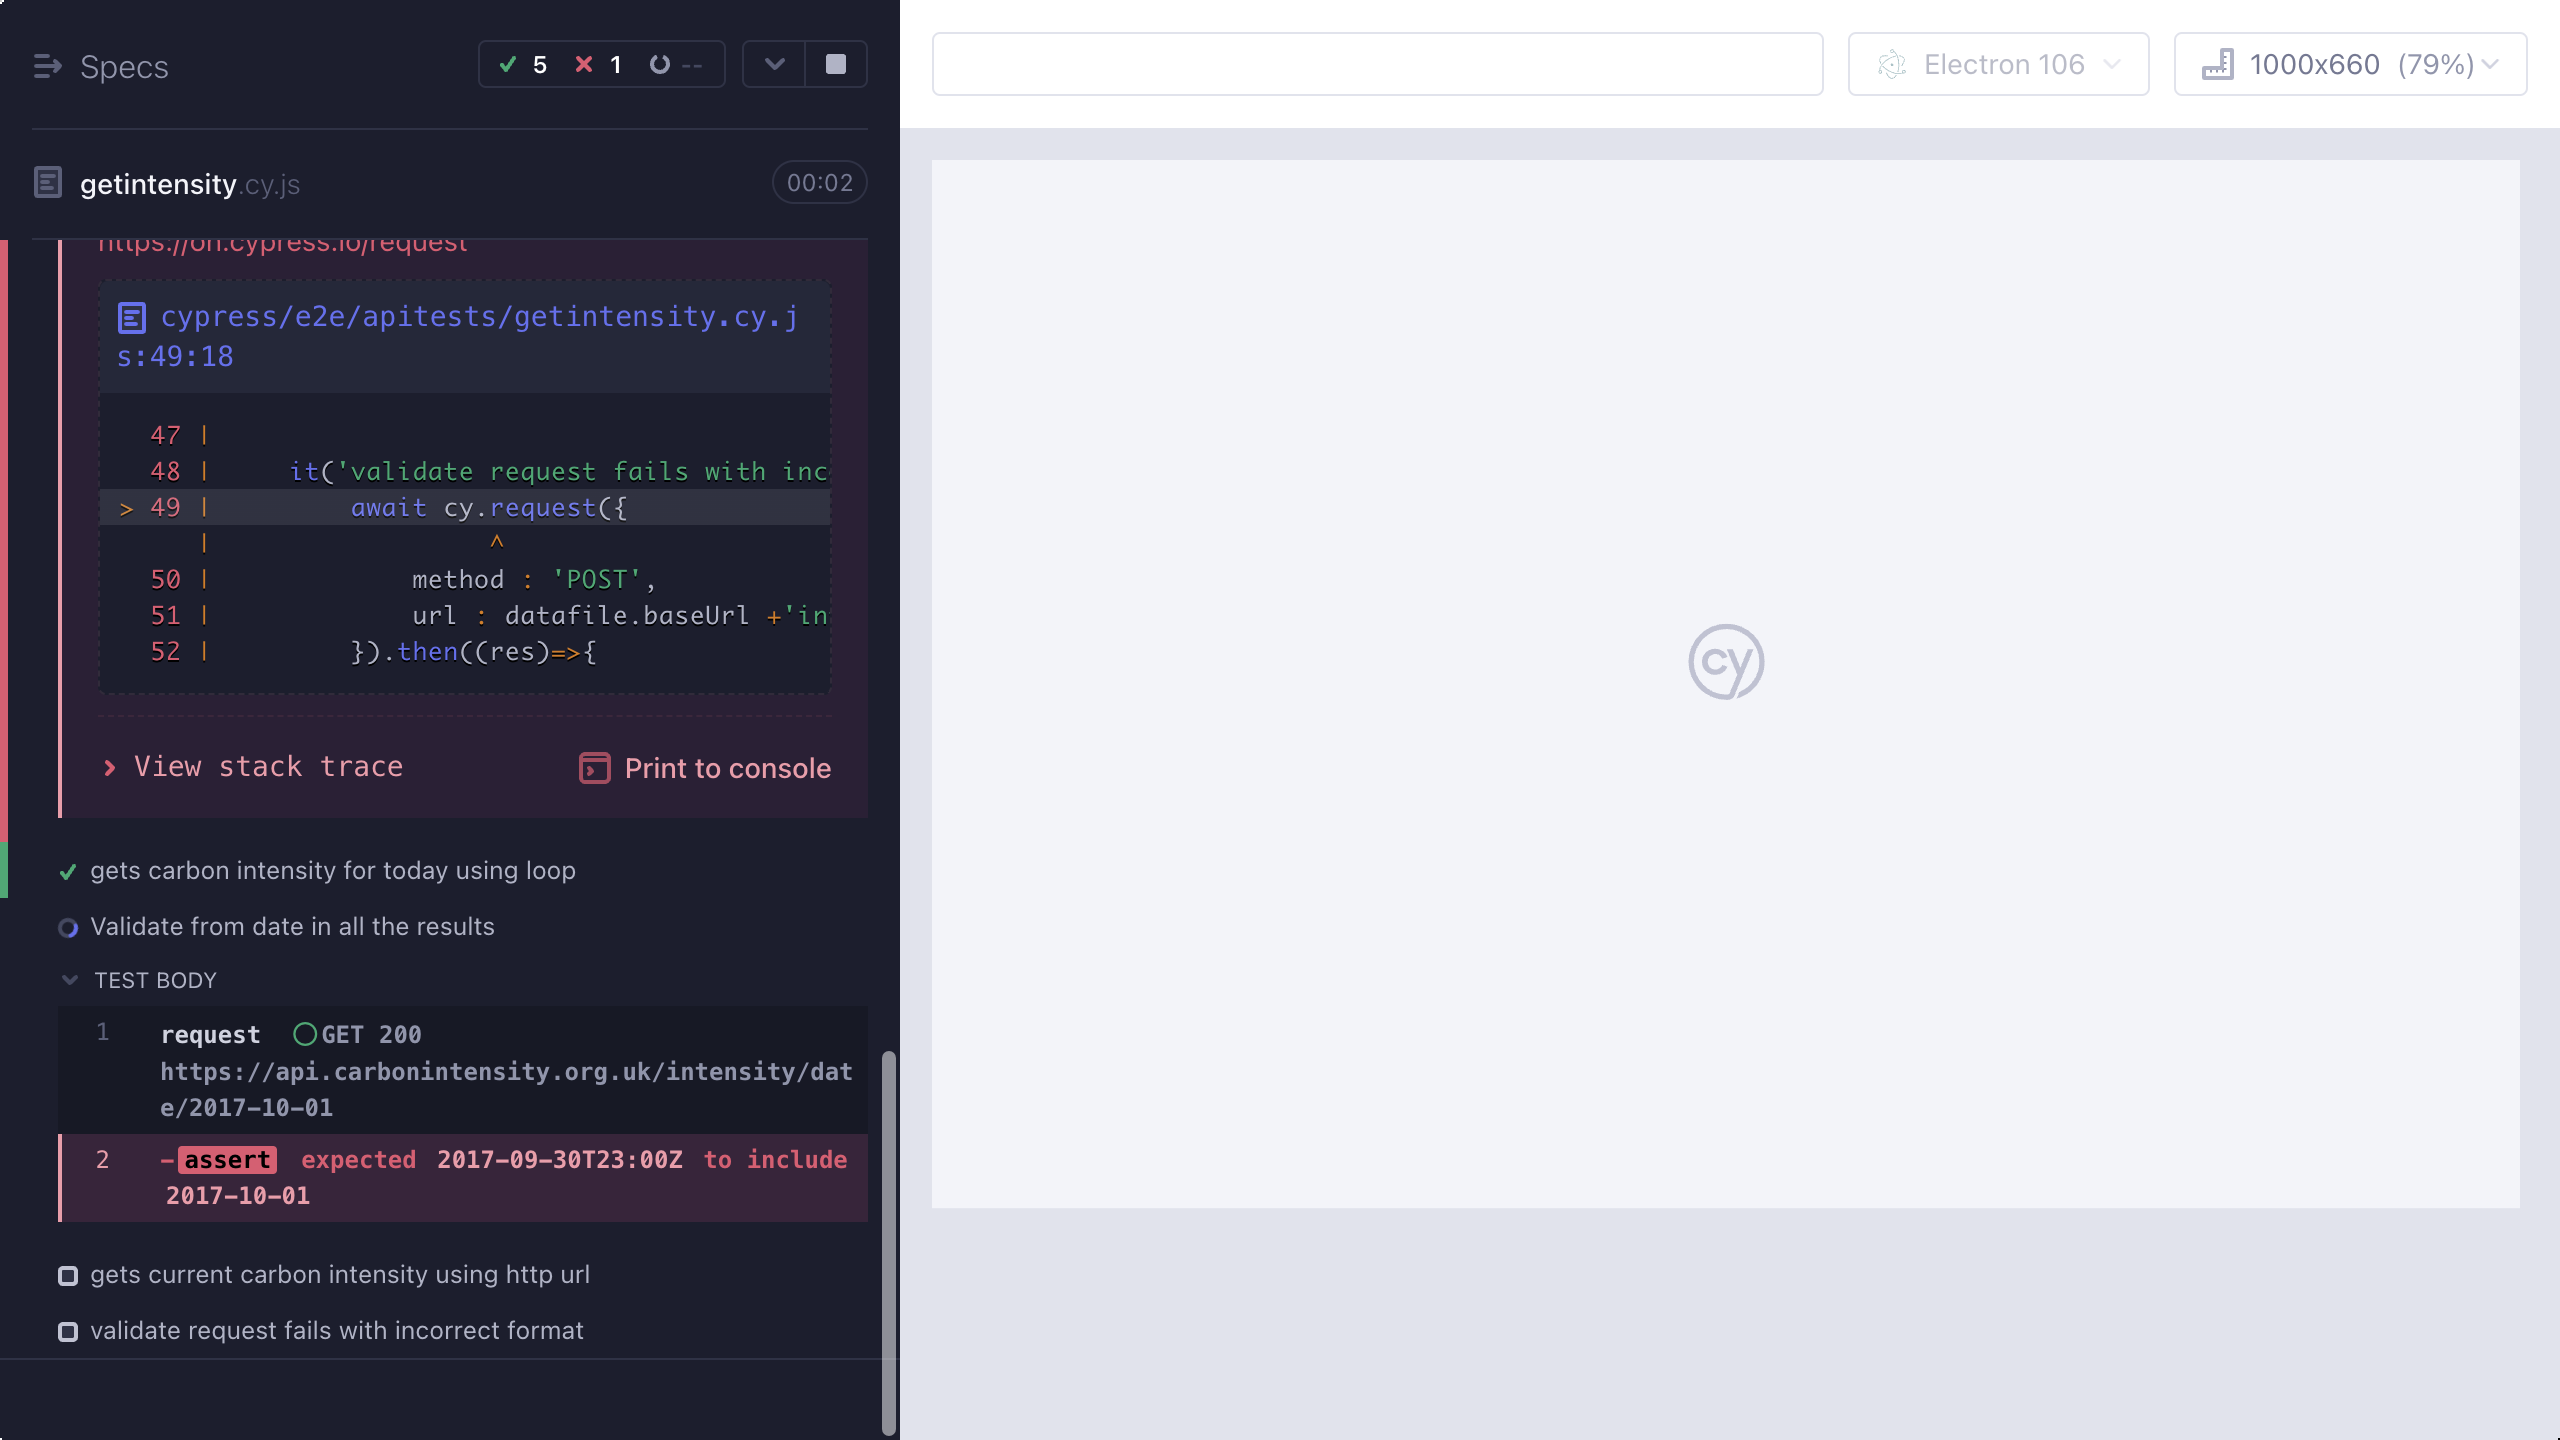 Specs
5
1
--
getintensity.cy.js
00:02
https://on.cypress.io/request
cypress/e2e/apitests/getintensity.cy.j
s:49:18
47 |
48 | it('validate request fails with inc
> 49 | await cy.request({
| ^
50 | method : 'POST',
51 | url : datafile.baseUrl +'in
52 | }).then((res)=>{
View stack trace
Print to console
gets carbon intensity for today using loop
Validate from date in all the results
TEST BODY
1 request GET 200
https://api.carbonintensity.org.uk/intensity/dat
e/2017-10-01
2 -assert expected 2017-09-30T23:00Z to include
2017-10-01
gets current carbon intensity using http url
validate request fails with incorrect format
Electron 106
1000x660 (79%)
cy